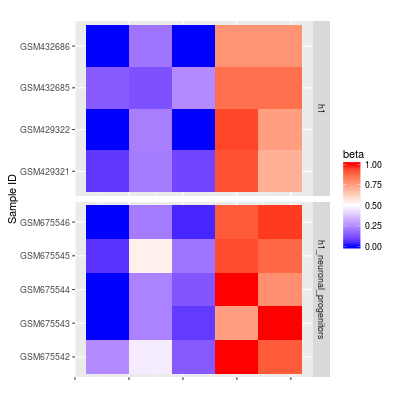 GSM432686
GSM432685
GSM429322
GSM429321
h1
GSM675546
GSM675545
GSM675544
GSM675543
GSM675542
h1_neuronal_progenitors
Sample ID
beta
1.00
0.75
0.50
0.25
0.00